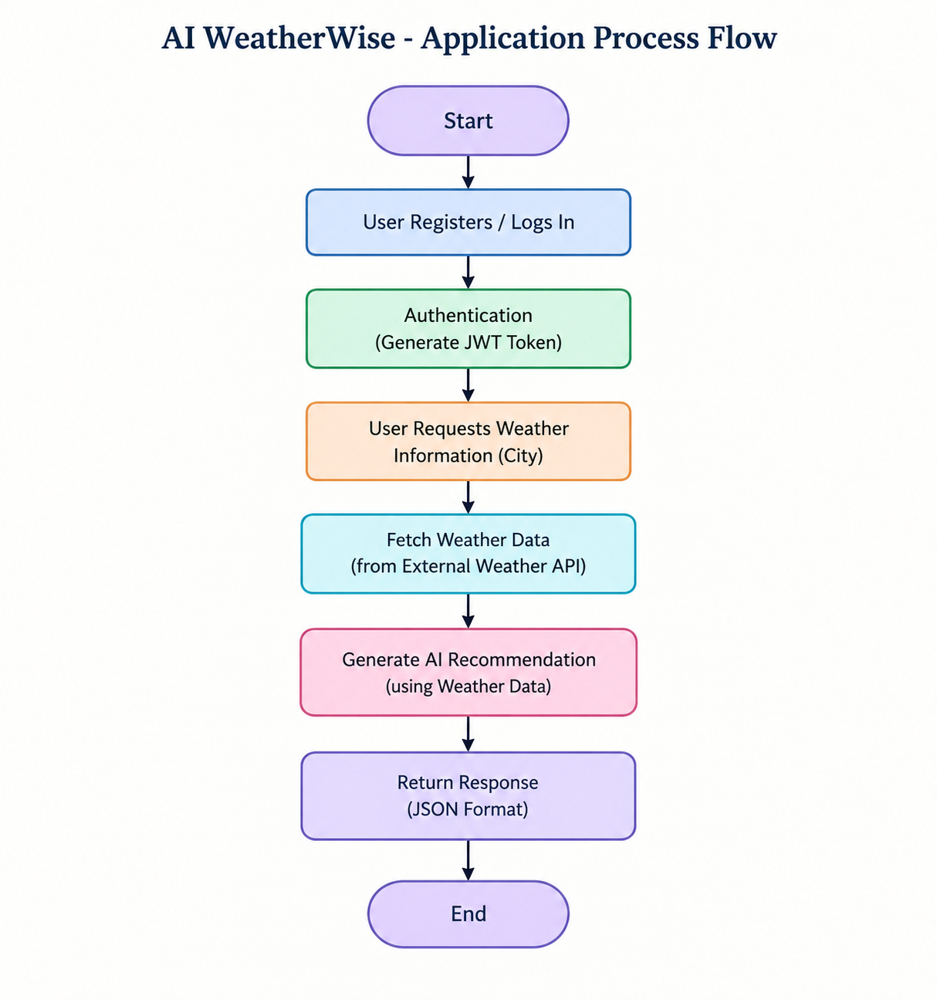 AI WeatherWise - Application Process Flow
Start
User Registers / Logs In
Authentication
(Generate JWT Token)
User Requests Weather
Information (City)
Fetch Weather Data
(from External Weather API)
Generate AI Recommendation
(using Weather Data)
Return Response
(JSON Format)
End